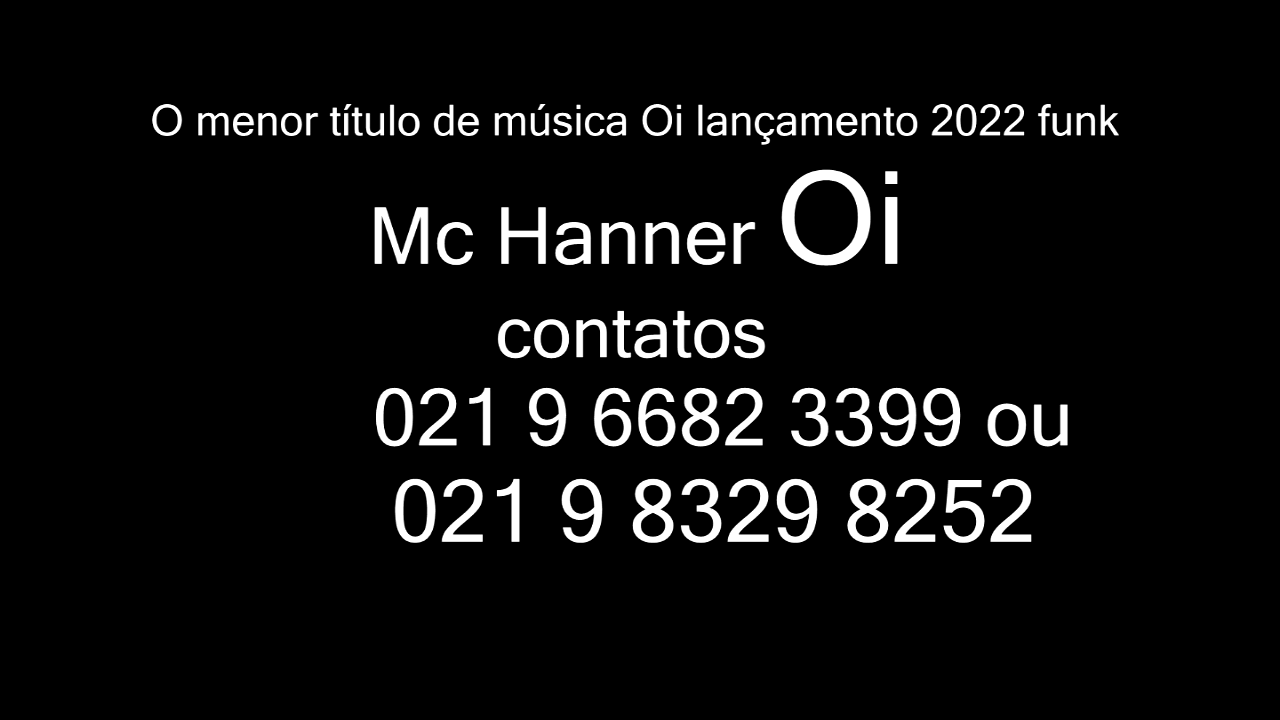 O menor título de música Oi lançamento 2022 funk
Mc Hanner Oi
contatos
021 9 6682 3399 ou
021 9 8329 8252